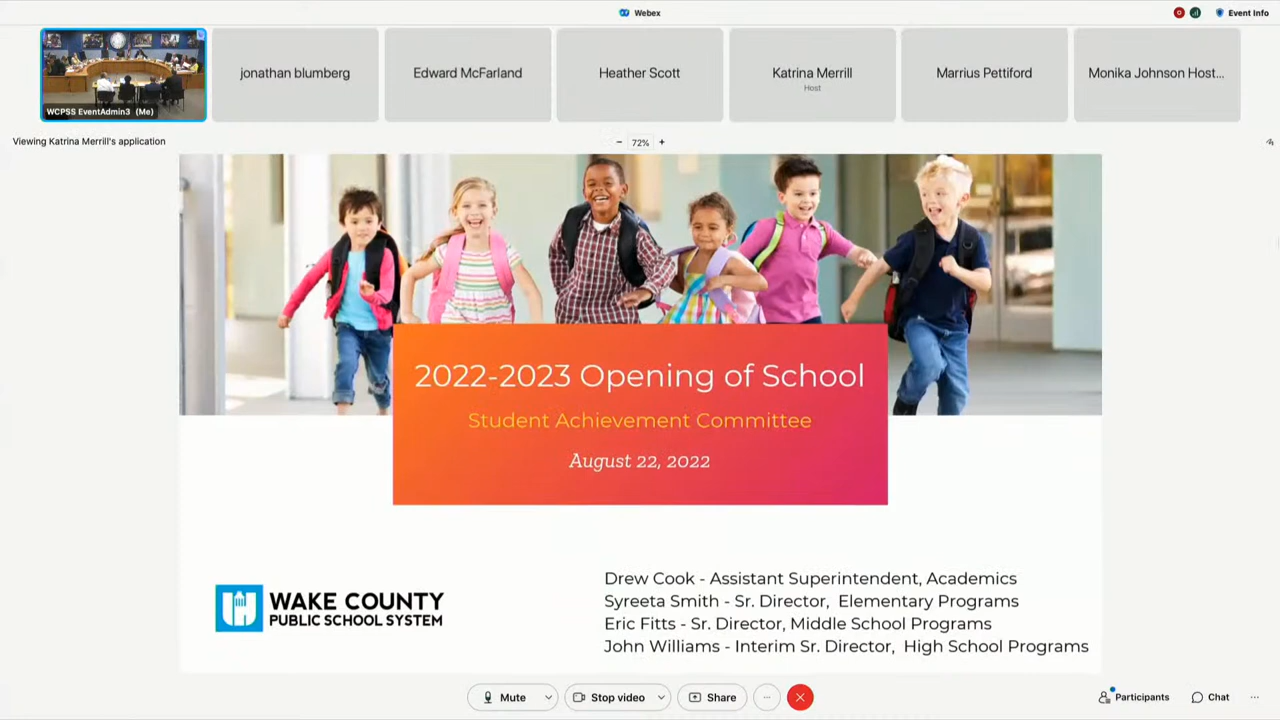 Webex
Event Info
jonathan blumberg
Edward McFarland
Heather Scott
Katrina Merrill
Host
Marrius Pettiford
Monika Johnson Host...
WCPSS EventAdmin3 (Me)
Viewing Katrina Merrill's application
− 72% +
2022-2023 Opening of School
Student Achievement Committee
August 22, 2022
WAKE COUNTY
PUBLIC SCHOOL SYSTEM
Drew Cook - Assistant Superintendent, Academics
Syreeta Smith - Sr. Director, Elementary Programs
Eric Fitts - Sr. Director, Middle School Programs
John Williams - Interim Sr. Director, High School Programs
Mute
Stop video
Share
Participants
Chat